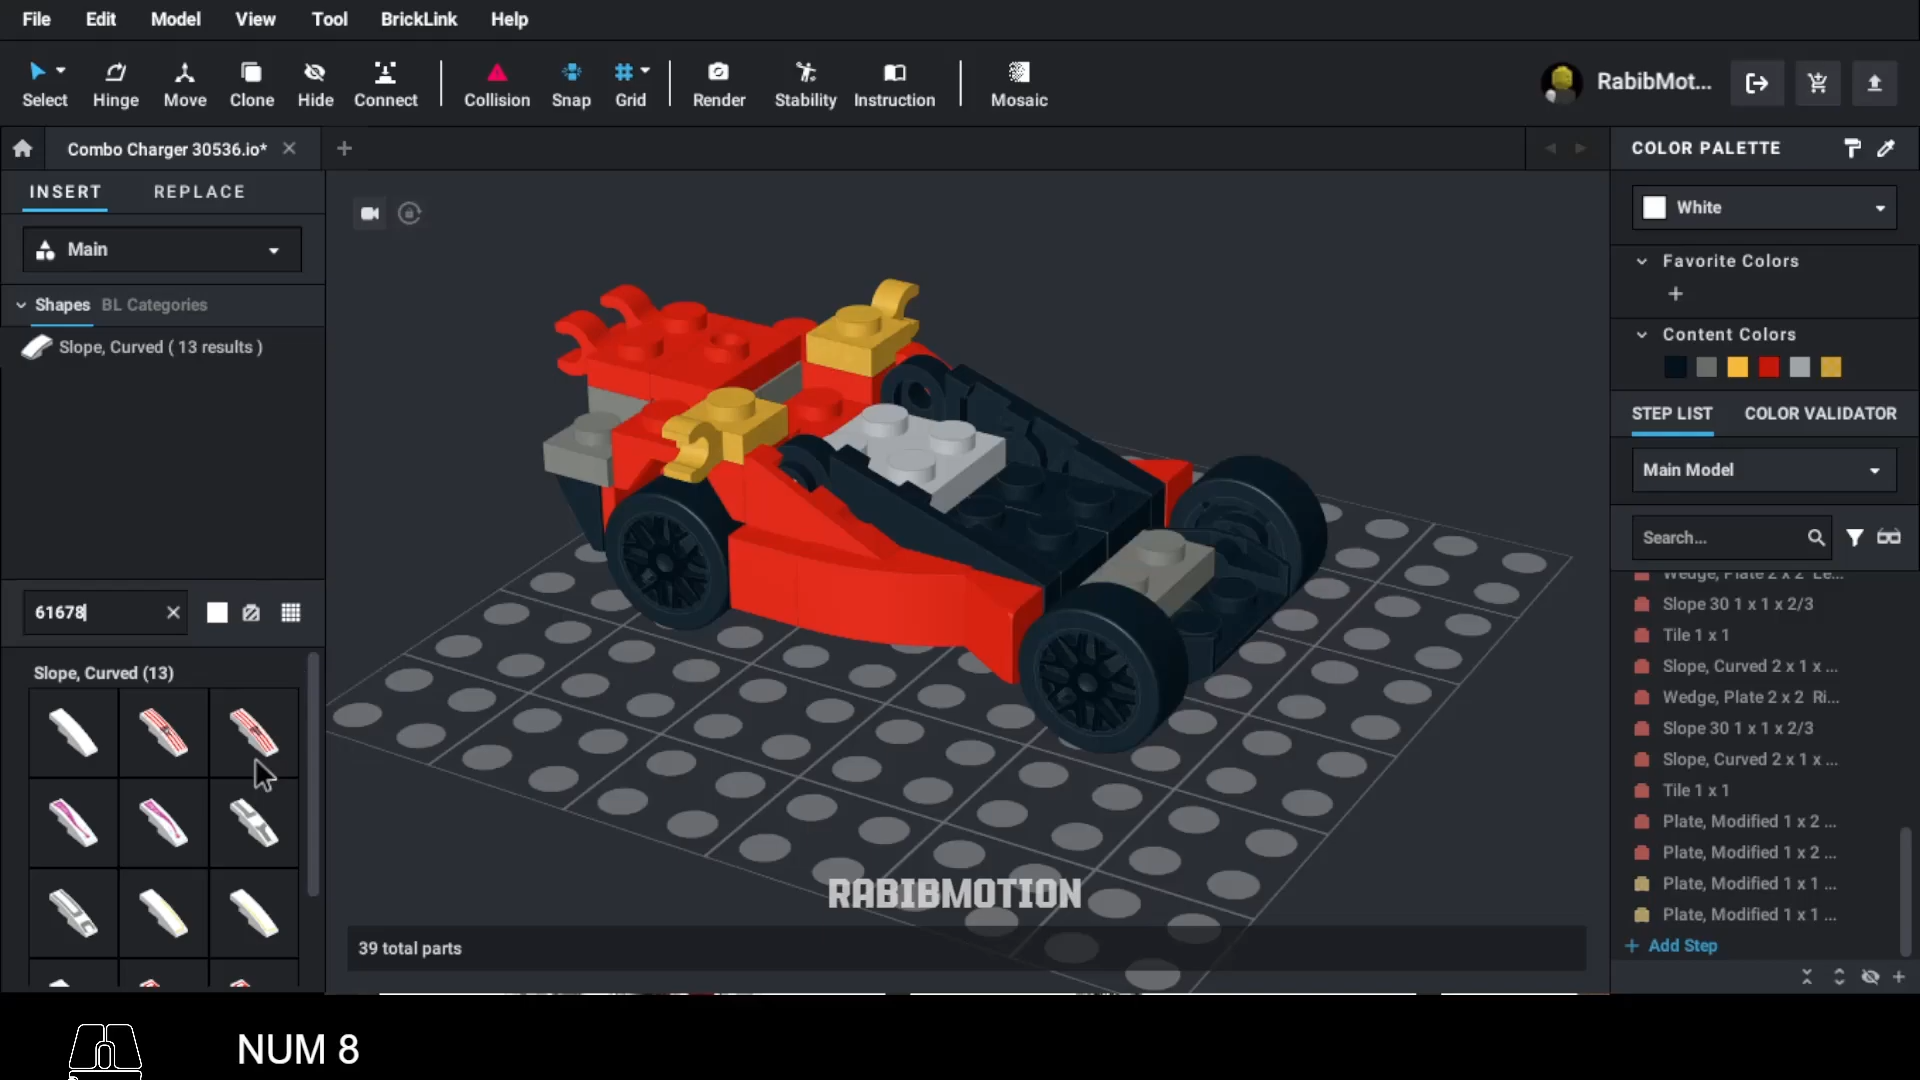 File Edit Model View Tool BrickLink Help
Select Hinge Move Clone Hide Connect Collision Snap Grid Render Stability Instruction Mosaic
RabibMot...
Combo Charger 30536.io*
COLOR PALETTE
INSERT REPLACE
White
Main
Favorite Colors
Shapes BL Categories
Slope, Curved ( 13 results )
Content Colors
STEP LIST COLOR VALIDATOR
Main Model
Search...
Wedge, Plate 2 x 2 Le...
Slope 30 1 x 1 x 2/3
61678
Tile 1 x 1
Slope, Curved 2 x 1 x ...
Slope, Curved (13)
Wedge, Plate 2 x 2 Ri...
Slope 30 1 x 1 x 2/3
Slope, Curved 2 x 1 x ...
Tile 1 x 1
Plate, Modified 1 x 2 ...
Plate, Modified 1 x 2 ...
Plate, Modified 1 x 1 ...
RABIBMOTION
Plate, Modified 1 x 1 ...
39 total parts
Add Step
NUM 8